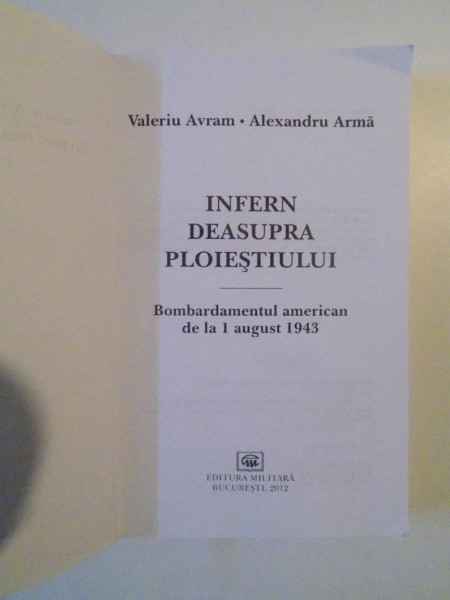 Valeriu Avram • Alexandru Armă
INFERN
DEASUPRA
PLOIEŞTIULUI
Bombardamentul american
de la 1 august 1943
EDITURA MILITARĂ
BUCUREŞTI, 2012